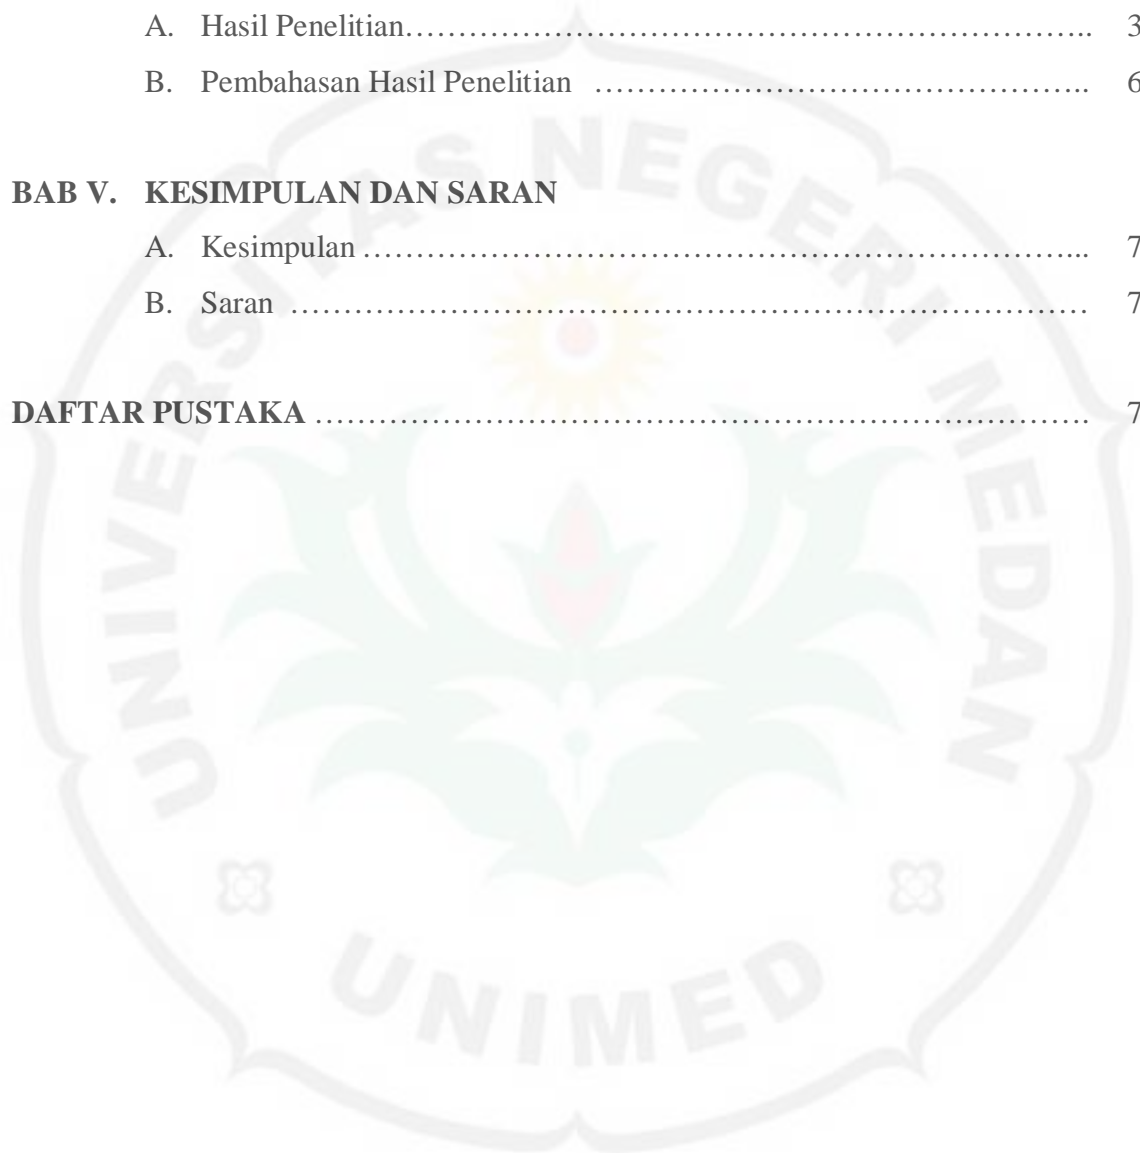 A. Hasil Penelitian……………………………………………………………….. 3
B. Pembahasan Hasil Penelitian ………………………………………….. 6
BAB V. KESIMPULAN DAN SARAN
A. Kesimpulan …………………………………………………………………... 7
B. Saran ………………………………………………………………………… 7
DAFTAR PUSTAKA ………………………………………………………………………. 7
UNIVERSITAS NEGERI MEDAN
UNIMED